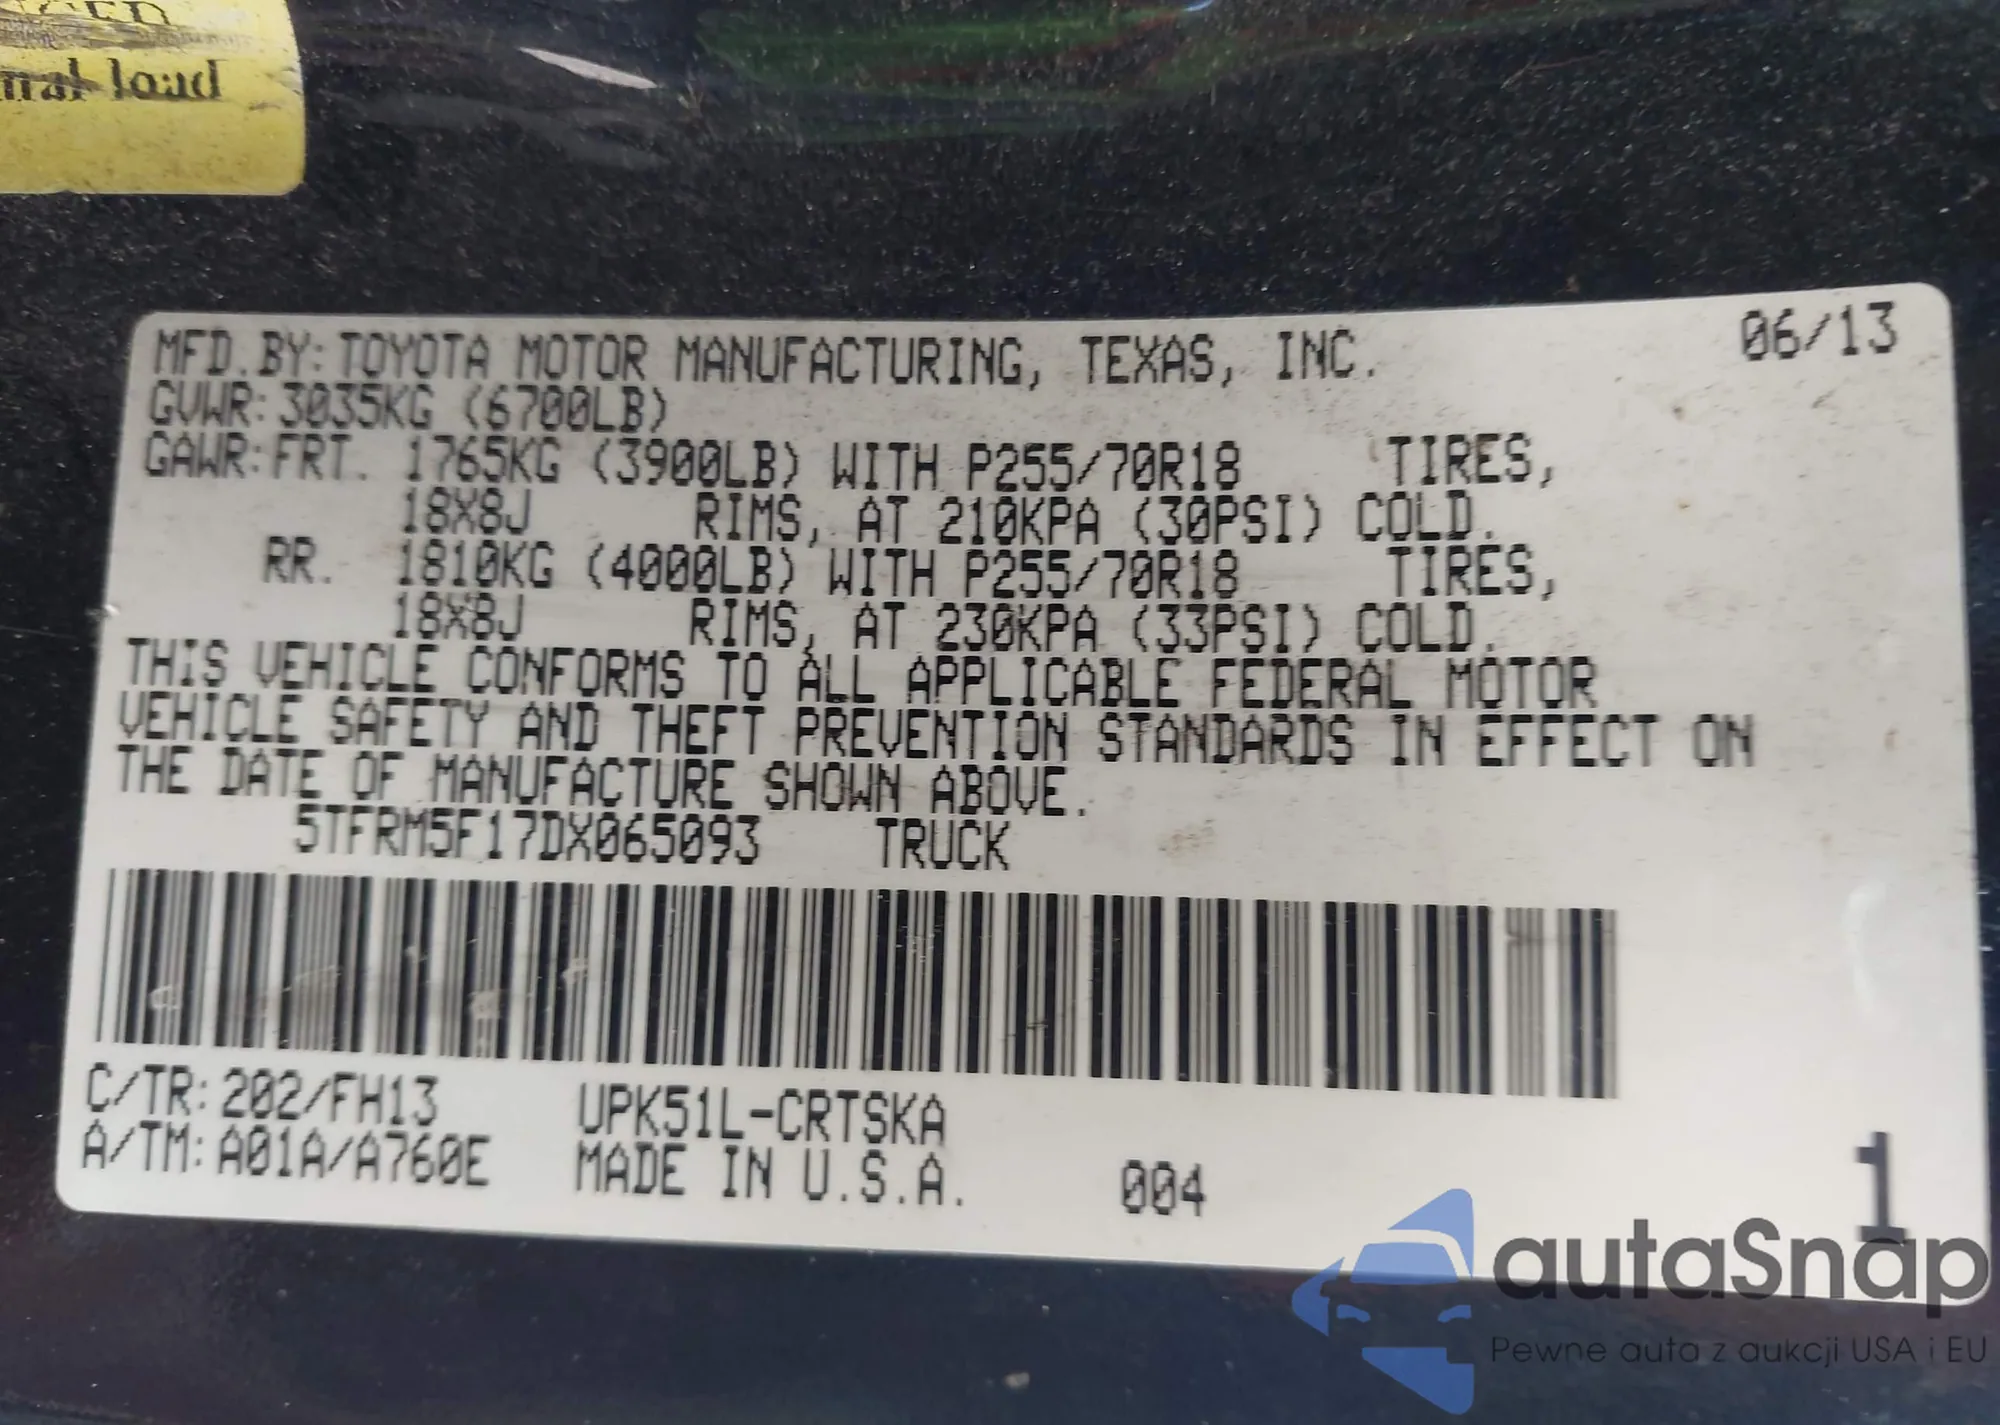 nal load
MFD.BY: TOYOTA MOTOR MANUFACTURING, TEXAS, INC. 06/13
GVWR: 3035KG (6700LB)
GAWR: FRT. 1765KG (3900LB) WITH P255/70R18 TIRES,
18X8J RIMS, AT 210KPA (30PSI) COLD.
RR. 1810KG (4000LB) WITH P255/70R18 TIRES,
18X8J RIMS, AT 230KPA (33PSI) COLD.
THIS VEHICLE CONFORMS TO ALL APPLICABLE FEDERAL MOTOR
VEHICLE SAFETY AND THEFT PREVENTION STANDARDS IN EFFECT ON
THE DATE OF MANUFACTURE SHOWN ABOVE.
5TFRM5F17DX065093 TRUCK
C/TR: 202/FH13 UPK51L-CRTSKA
A/TM: A01A/A760E MADE IN U.S.A. 004 1
autaSnap
Pewne auta z aukcji USA i EU